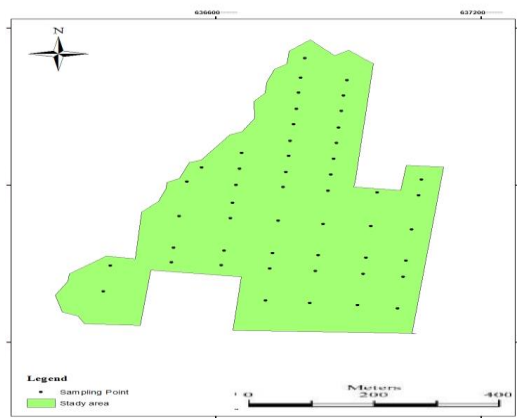 636600 637200
N
Legend
Sampling Point
Stady area
Meters
0 200 400